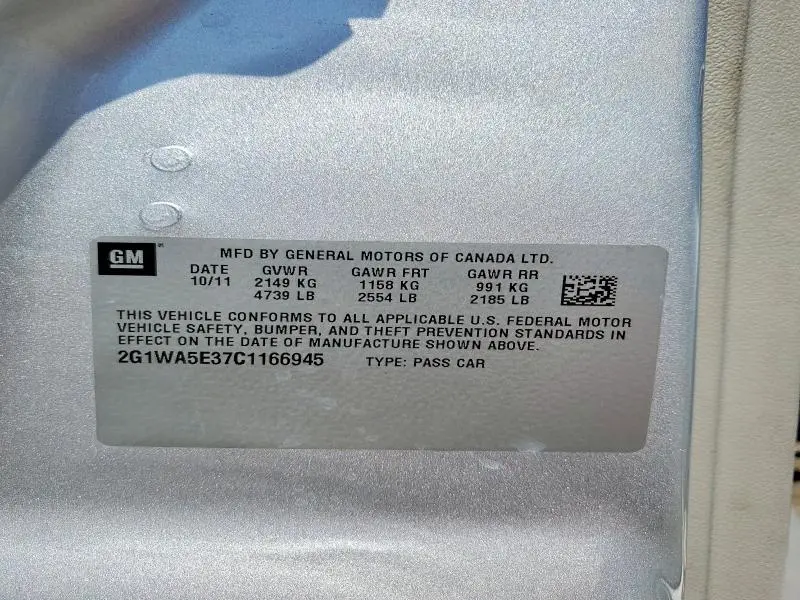 GM
MFD BY GENERAL MOTORS OF CANADA LTD.
DATE GVWR GAWR FRT GAWR RR
10/11 2149 KG 1158 KG 991 KG
4739 LB 2554 LB 2185 LB
THIS VEHICLE CONFORMS TO ALL APPLICABLE U.S. FEDERAL MOTOR
VEHICLE SAFETY, BUMPER, AND THEFT PREVENTION STANDARDS IN
EFFECT ON THE DATE OF MANUFACTURE SHOWN ABOVE.
2G1WA5E37C1166945 TYPE: PASS CAR